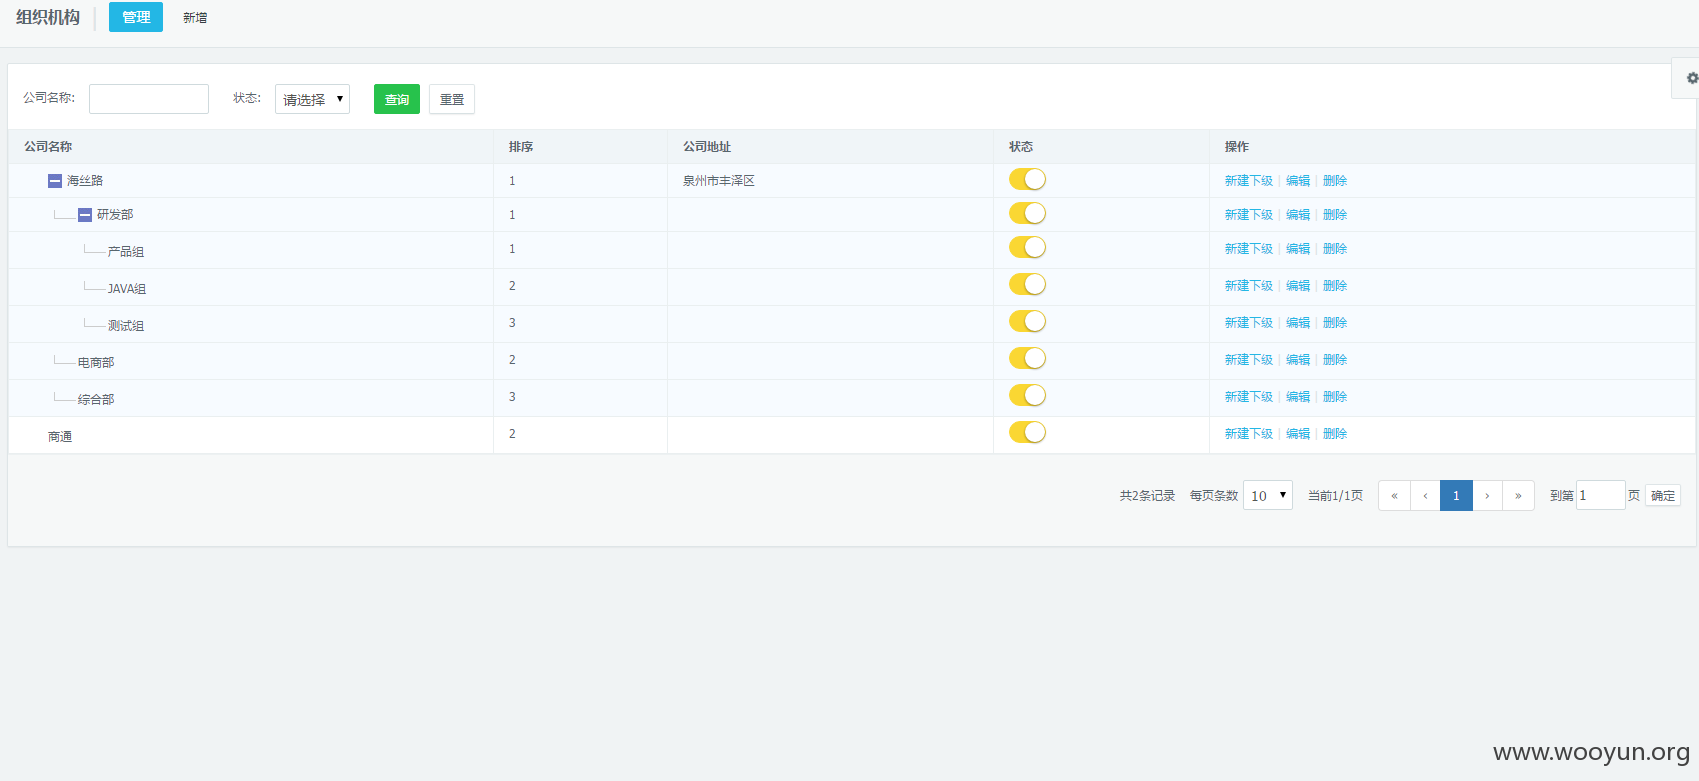 组织机构 管理 新增
公司名称: 状态: 请选择 查询 重置
公司名称 排序 公司地址 状态 操作
海丝路 1 泉州市丰泽区 新建下级 | 编辑 | 删除
研发部 1 新建下级 | 编辑 | 删除
产品组 1 新建下级 | 编辑 | 删除
JAVA组 2 新建下级 | 编辑 | 删除
测试组 3 新建下级 | 编辑 | 删除
电商部 2 新建下级 | 编辑 | 删除
综合部 3 新建下级 | 编辑 | 删除
商通 2 新建下级 | 编辑 | 删除
共2条记录 每页条数 10 当前1/1页 « ‹ 1 › » 到第 1 页 确定
www.wooyun.org